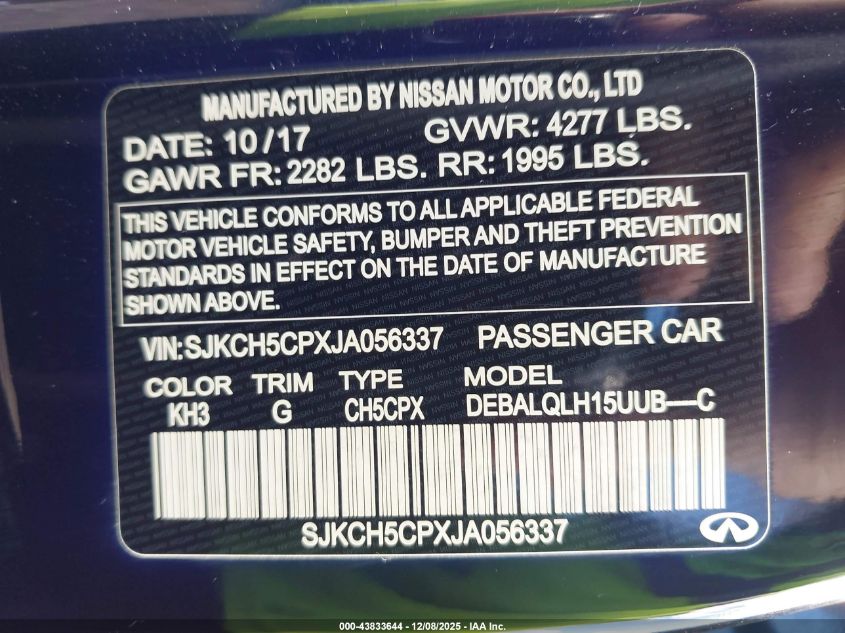 MANUFACTURED BY NISSAN MOTOR CO., LTD
DATE: 10/17 GVWR: 4277 LBS.
GAWR FR: 2282 LBS. RR: 1995 LBS.
THIS VEHICLE CONFORMS TO ALL APPLICABLE FEDERAL
MOTOR VEHICLE SAFETY, BUMPER AND THEFT PREVENTION
STANDARDS IN EFFECT ON THE DATE OF MANUFACTURE
SHOWN ABOVE.
VIN:SJKCH5CPXJA056337 PASSENGER CAR
COLOR TRIM TYPE MODEL
KH3 G CH5CPX DEBALQLH15UUB—C
SJKCH5CPXJA056337
000-43833644 - 12/08/2025 - IAA Inc.